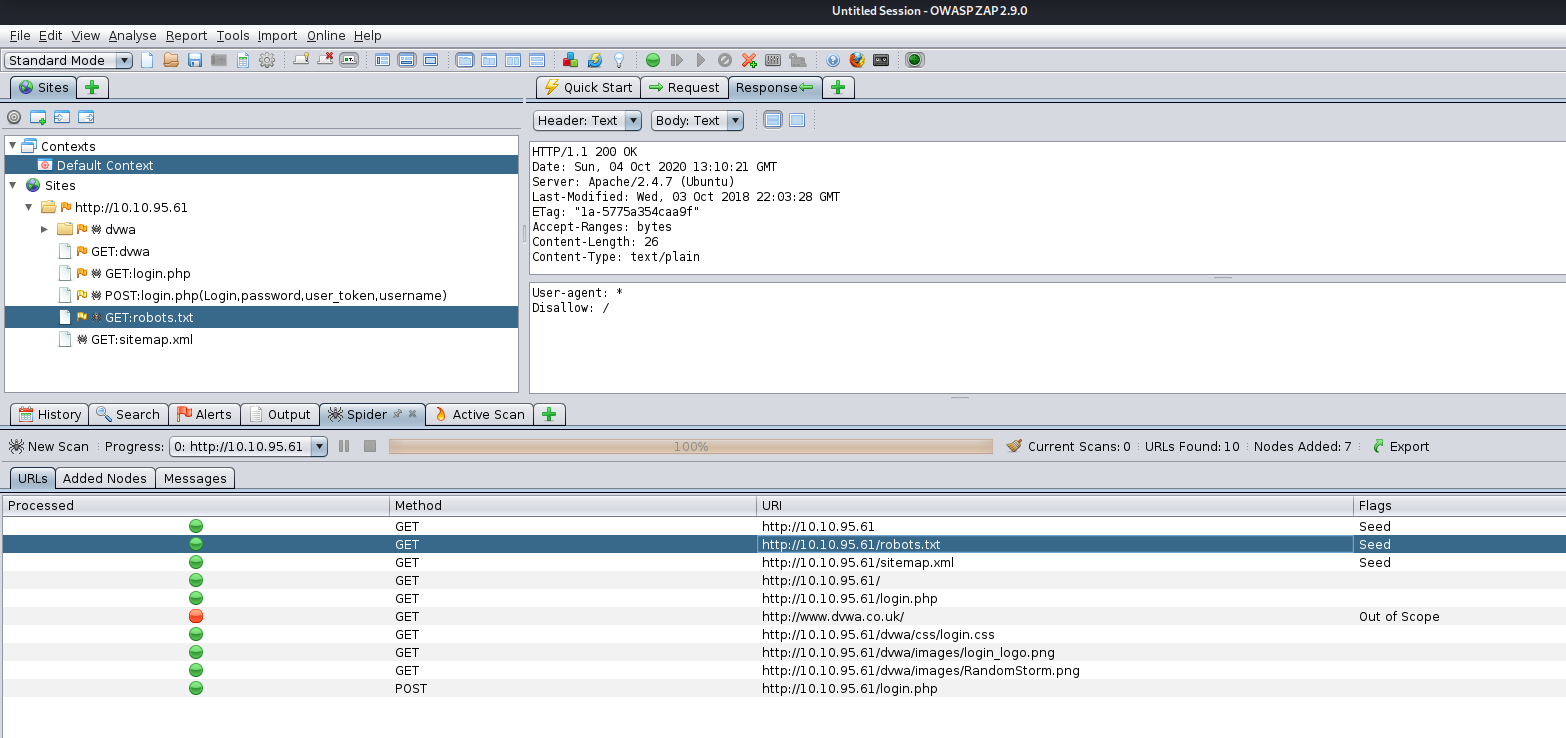 Untitled Session - OWASP ZAP 2.9.0
File Edit View Analyse Report Tools Import Online Help
Standard Mode
Sites
Quick Start Request Response
Header: Text Body: Text
Contexts
Default Context
Sites
http://10.10.95.61
dvwa
GET:dvwa
GET:login.php
POST:login.php(Login,password,user_token,username)
GET:robots.txt
GET:sitemap.xml
HTTP/1.1 200 OK
Date: Sun, 04 Oct 2020 13:10:21 GMT
Server: Apache/2.4.7 (Ubuntu)
Last-Modified: Wed, 03 Oct 2018 22:03:28 GMT
ETag: "1a-5775a354caa9f"
Accept-Ranges: bytes
Content-Length: 26
Content-Type: text/plain
User-agent: *
Disallow: /
History Search Alerts Output Spider Active Scan
New Scan Progress: 0: http://10.10.95.61 100% Current Scans: 0 URLs Found: 10 Nodes Added: 7 Export
URLs Added Nodes Messages
Processed Method URI Flags
GET http://10.10.95.61 Seed
GET http://10.10.95.61/robots.txt Seed
GET http://10.10.95.61/sitemap.xml Seed
GET http://10.10.95.61/
GET http://10.10.95.61/login.php
GET http://www.dvwa.co.uk/ Out of Scope
GET http://10.10.95.61/dvwa/css/login.css
GET http://10.10.95.61/dvwa/images/login_logo.png
GET http://10.10.95.61/dvwa/images/RandomStorm.png
POST http://10.10.95.61/login.php